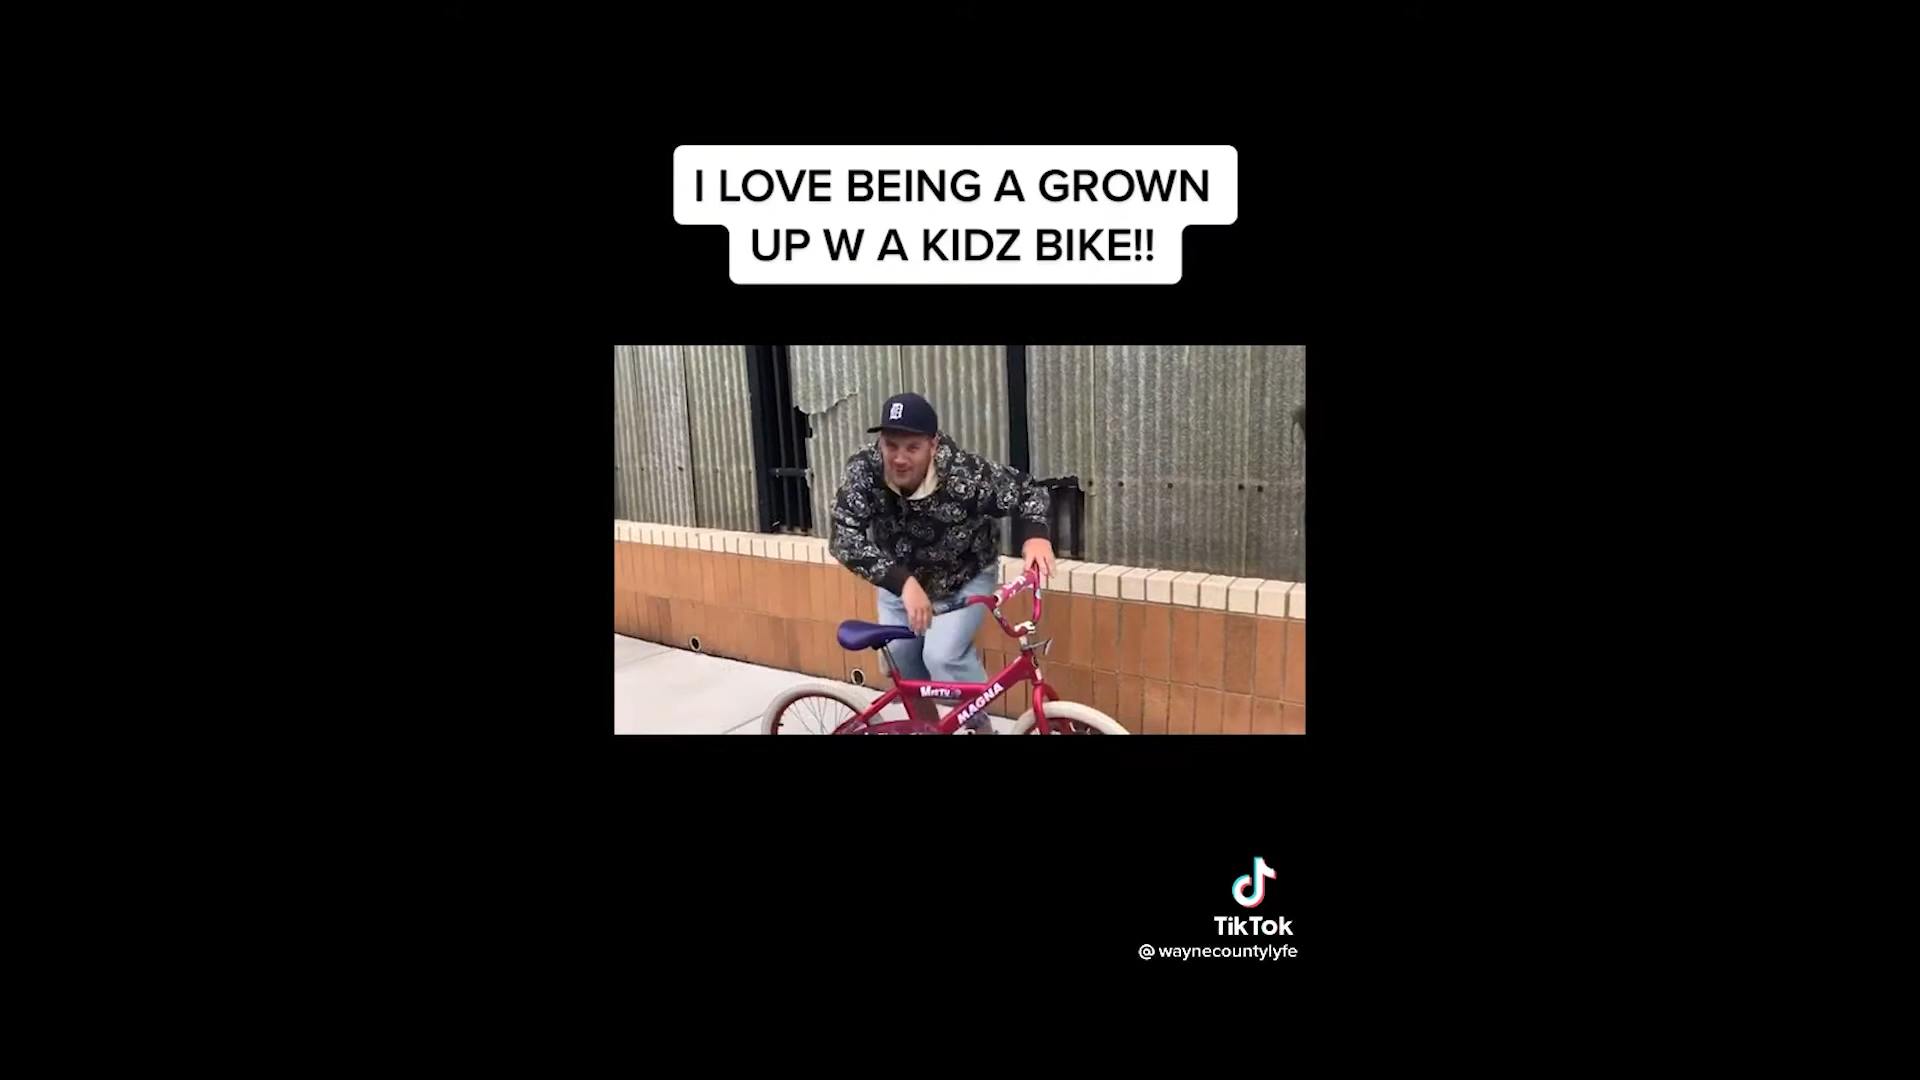 I LOVE BEING A GROWN
UP W A KIDZ BIKE!!
D
MAGNA
TikTok
@waynecountylyfe